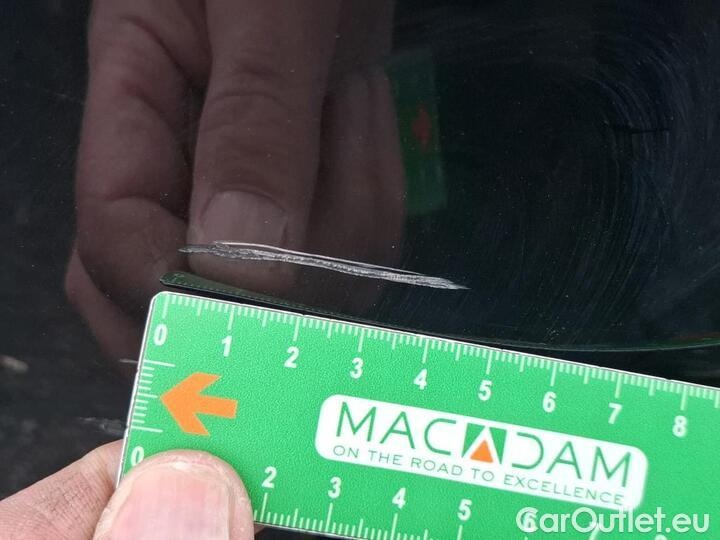 0 1 2 3 4 5 6 7 8
MACADAM
ON THE ROAD TO EXCELLENCE
0 2 3 4 5 6
CarOutlet.eu